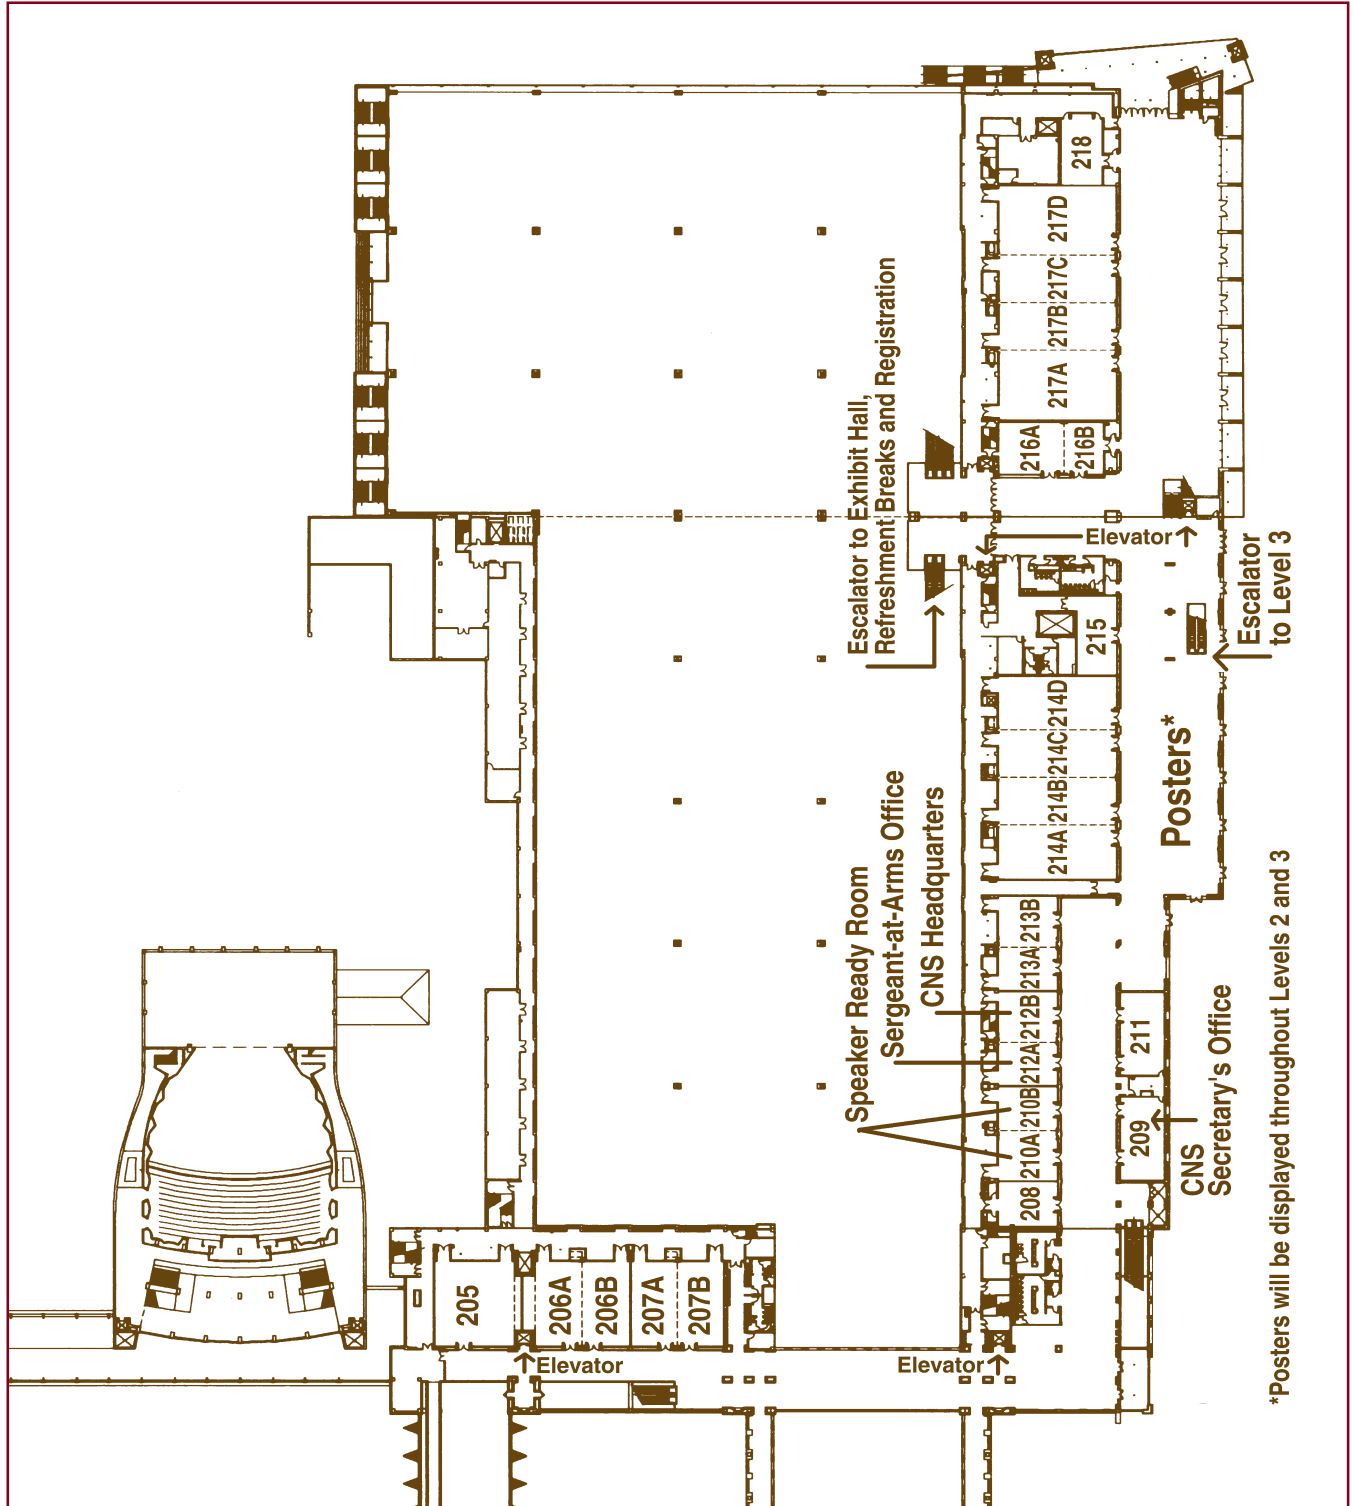 218
217D
217C
217B
217A
216A
216B
Escalator to Exhibit Hall,
Refreshment Breaks and Registration
Elevator
Escalator
to Level 3
215
214D
214C
214B
214A
Posters*
Speaker Ready Room
Sergeant-at-Arms Office
CNS Headquarters
213B
213A
212B
212A
210B
210A
208
211
209
CNS
Secretary's Office
205
206A
206B
207A
207B
Elevator
Elevator
*Posters will be displayed throughout Levels 2 and 3